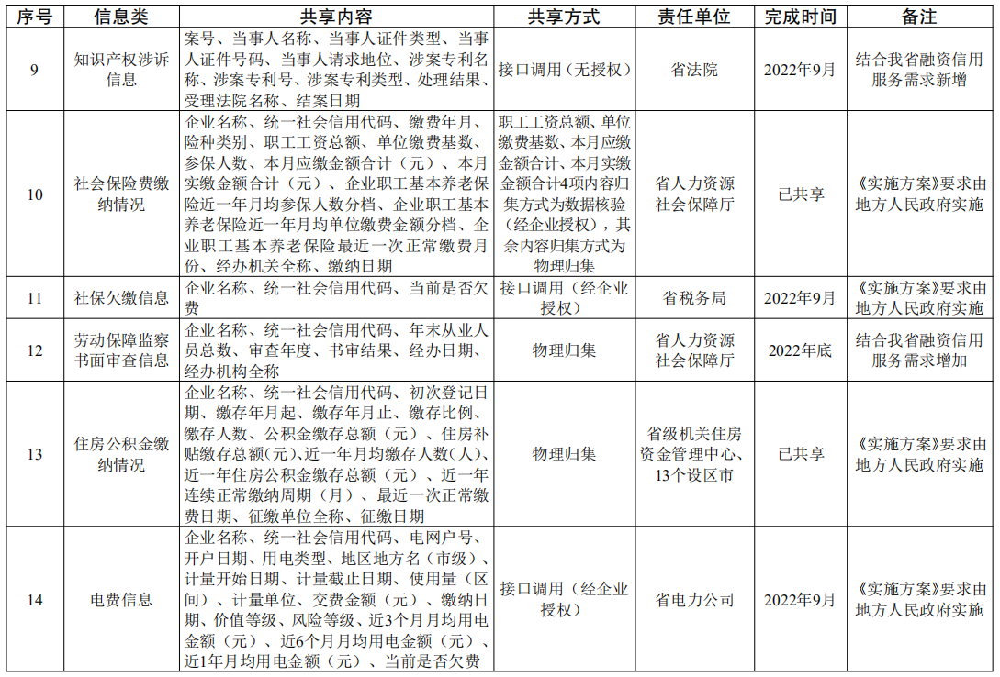 序号 信息类 共享内容 共享方式 责任单位 完成时间 备注
9
知识产权涉诉
信息
案号、当事人名称、当事人证件类型、当事
人证件号码、当事人请求地位、涉案专利名
称、涉案专利号、涉案专利类型、处理结果、
受理法院名称、结案日期
接口调用（无授权）
省法院
2022年9月
结合我省融资信用
服务需求新增
10
社会保险费缴
纳情况
企业名称、统一社会信用代码、缴费年月、
险种类别、职工工资总额、单位缴费基数、
参保人数、本月应缴金额合计（元）、本月
实缴金额合计（元）、企业职工基本养老保
险近一年月均参保人数分档、企业职工基本
养老保险近一年月均单位缴费金额分档、企
业职工基本养老保险最近一次正常缴费月
份、经办机关全称、缴纳日期
职工工资总额、单位
缴费基数、本月应缴
金额合计、本月实缴
金额合计4项内容归
集方式为数据核验
（经企业授权），其
余内容归集方式为
物理归集
省人力资源
社会保障厅
已共享
《实施方案》要求由
地方人民政府实施
11
社保欠缴信息
企业名称、统一社会信用代码、当前是否欠
费
接口调用（经企业
授权）
省税务局
2022年9月
《实施方案》要求由
地方人民政府实施
12
劳动保障监察
书面审查信息
企业名称、统一社会信用代码、年末从业人
员总数、审查年度、书审结果、经办日期、
经办机构全称
物理归集
省人力资源
社会保障厅
2022年底
结合我省融资信用
服务需求增加
13
住房公积金缴
纳情况
企业名称、统一社会信用代码、初次登记日
期、缴存年月起、缴存年月止、缴存比例、
缴存人数、公积金缴存总额（元）、住房补
贴缴存总额（元）、近一年月均缴存人数（人）、
近一年住房公积金缴存总额（元）、近一年
连续正常缴纳周期（月）、最近一次正常缴
费日期、征缴单位全称、征缴日期
物理归集
省级机关住房
资金管理中心、
13个设区市
已共享
《实施方案》要求由
地方人民政府实施
14
电费信息
企业名称、统一社会信用代码、电网户号、
开户日期、用电类型、地区地方名（市级）、
计量开始日期、计量截止日期、使用量（区
间）、计量单位、交费金额（元）、缴纳日
期、价值等级、风险等级、近3个月月均用电
金额（元）、近6个月月均用电金额（元）、
近1年月均用电金额（元）、当前是否欠费
接口调用（经企业
授权）
省电力公司
2022年9月
《实施方案》要求由
地方人民政府实施